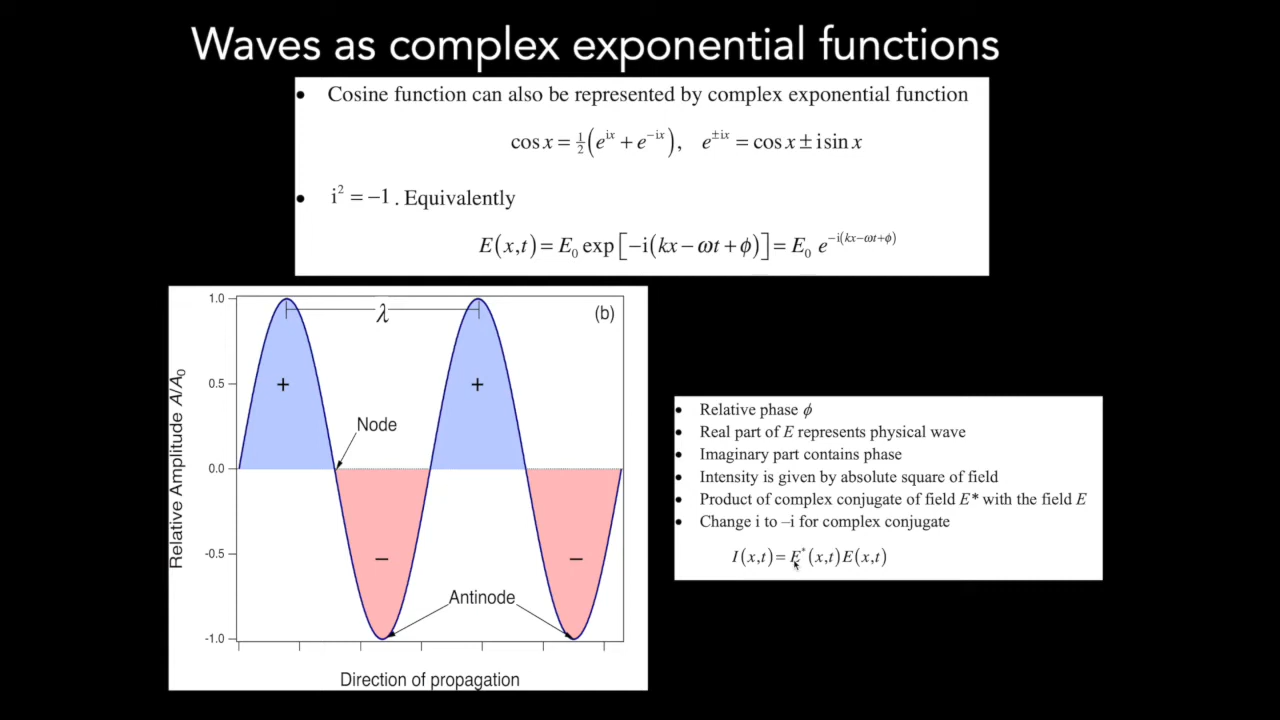 Waves as complex exponential functions
• Cosine function can also be represented by complex exponential function
cos x = ½(e^{ix} + e^{−ix}), e^{±ix} = cos x ± i sin x
• i² = −1. Equivalently
E(x,t) = E₀ exp[−i(kx − ωt + ϕ)] = E₀ e^{−i(kx−ωt+ϕ)}
1.0
λ
(b)
+
+
0.5
Node
0.0
-0.5
−
−
Antinode
-1.0
Relative Amplitude A/A₀
Direction of propagation
• Relative phase ϕ
• Real part of E represents physical wave
• Imaginary part contains phase
• Intensity is given by absolute square of field
• Product of complex conjugate of field E* with the field E
• Change i to –i for complex conjugate
I(x,t) = E*(x,t)E(x,t)